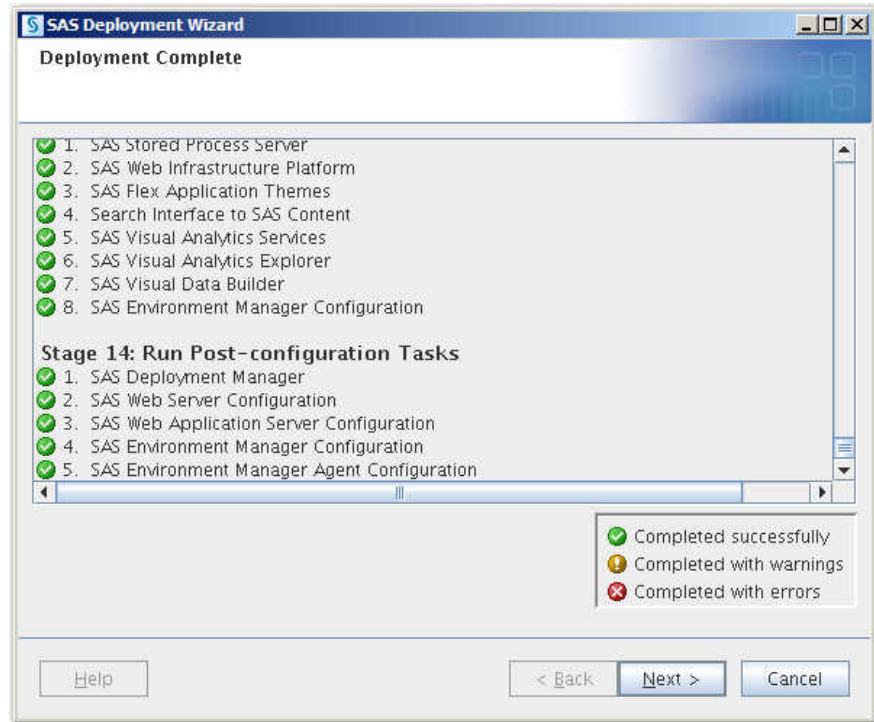 SAS Deployment Wizard
Deployment Complete
1. SAS Stored Process Server
2. SAS Web Infrastructure Platform
3. SAS Flex Application Themes
4. Search Interface to SAS Content
5. SAS Visual Analytics Services
6. SAS Visual Analytics Explorer
7. SAS Visual Data Builder
8. SAS Environment Manager Configuration
Stage 14: Run Post-configuration Tasks
1. SAS Deployment Manager
2. SAS Web Server Configuration
3. SAS Web Application Server Configuration
4. SAS Environment Manager Configuration
5. SAS Environment Manager Agent Configuration
Completed successfully
Completed with warnings
Completed with errors
Help
< Back
Next >
Cancel